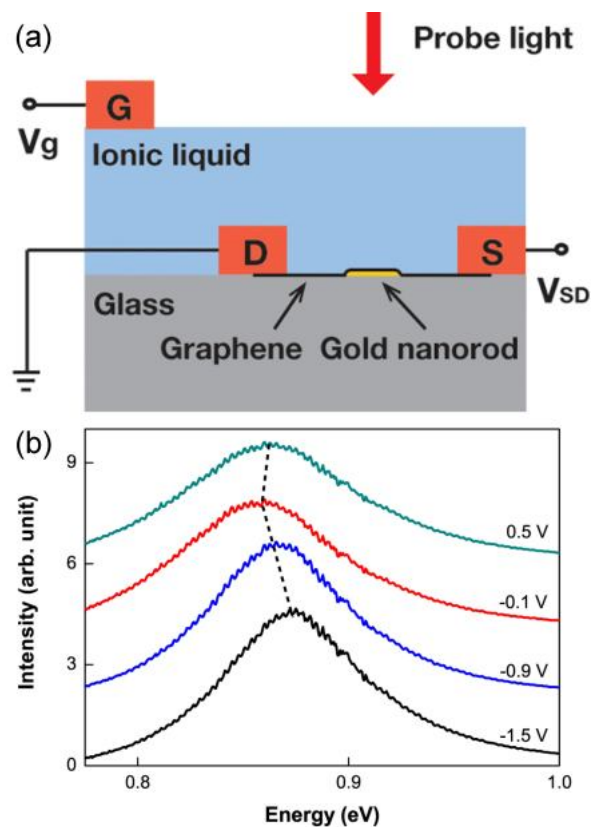 (a)
Probe light
G
Vg
Ionic liquid
D
S
VSD
Glass
Graphene
Gold nanorod
(b)
9
6
3
0
Intensity (arb. unit)
0.5 V
-0.1 V
-0.9 V
-1.5 V
0.8
0.9
1.0
Energy (eV)